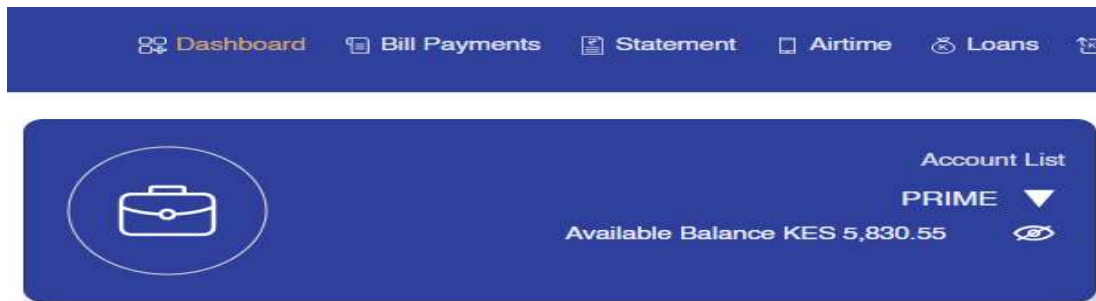 Dashboard Bill Payments Statement Airtime Loans
Account List
PRIME
Available Balance KES 5,830.55